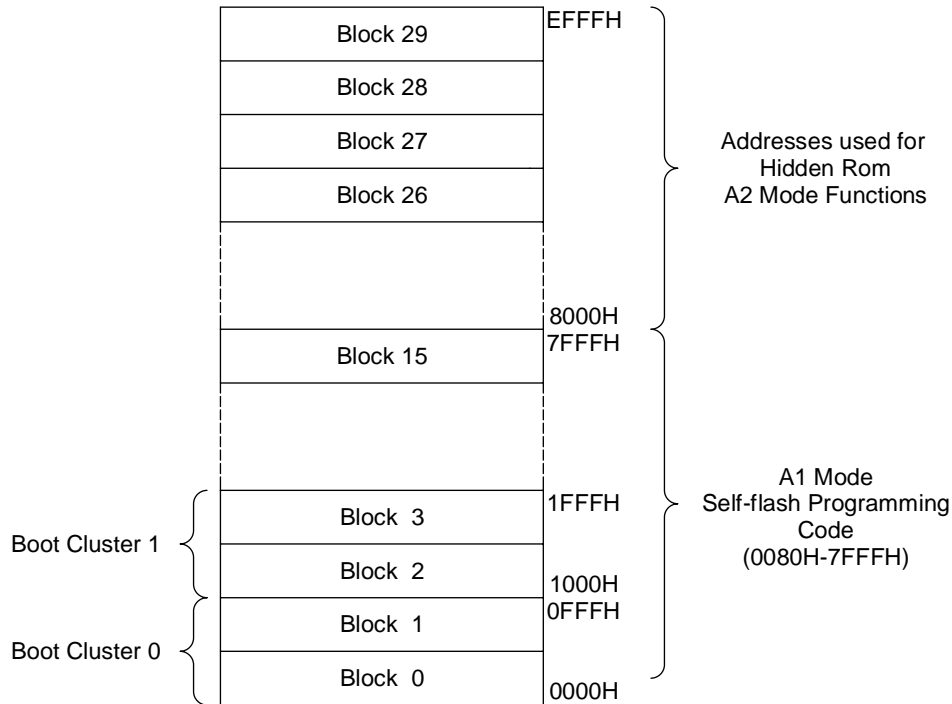 EFFFH
Block 29
Block 28
Block 27
Block 26
Addresses used for
Hidden Rom
A2 Mode Functions
8000H
7FFFH
Block 15
1FFFH
Block 3
Boot Cluster 1
Block 2
1000H
A1 Mode
Self-flash Programming
Code
(0080H-7FFFH)
0FFFH
Block 1
Boot Cluster 0
Block 0
0000H